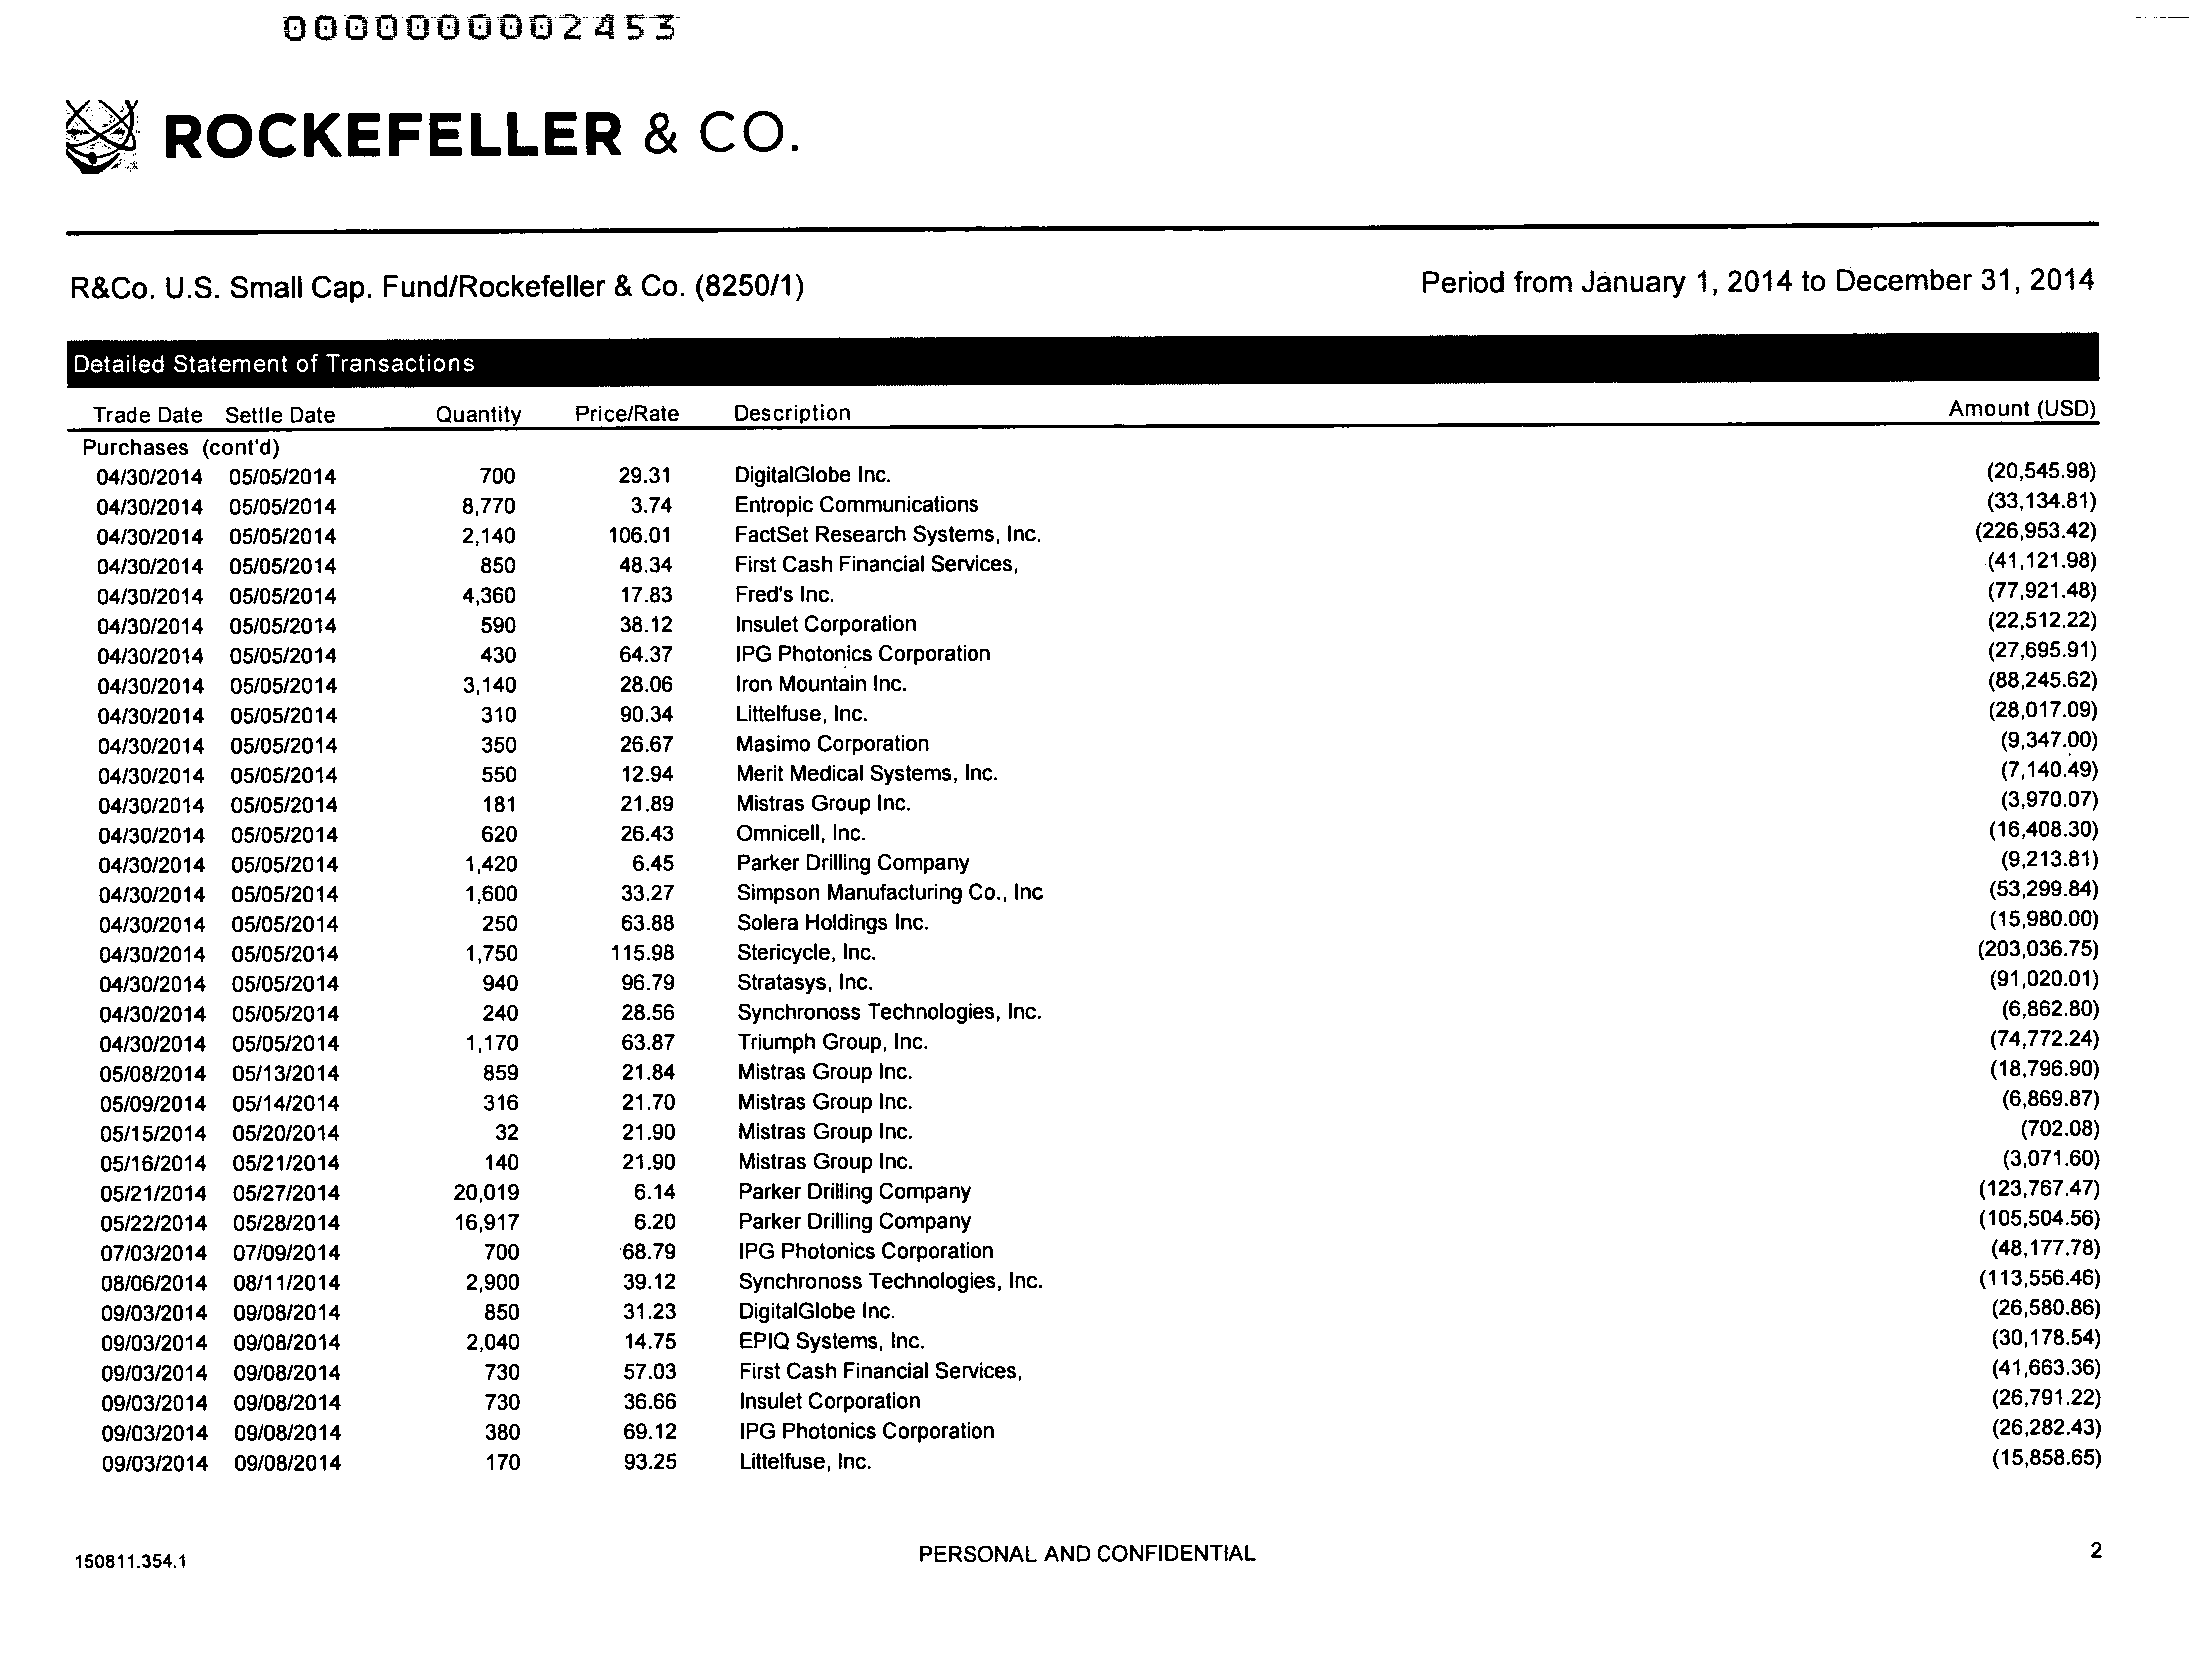 0000000002453
ROCKEFELLER & CO.
R&Co. U.S. Small Cap. Fund/Rockefeller & Co. (8250/1) Period from January 1, 2014 to December 31, 2014
Detailed Statement of Transactions
Trade Date Settle Date Quantity Price/Rate Description Amount (USD)
Purchases (cont'd)
04/30/2014 05/05/2014 700 29.31 DigitalGlobe Inc. (20,545.98)
04/30/2014 05/05/2014 8,770 3.74 Entropic Communications (33,134.81)
04/30/2014 05/05/2014 2,140 106.01 FactSet Research Systems, Inc. (226,953.42)
04/30/2014 05/05/2014 850 48.34 First Cash Financial Services, (41,121.98)
04/30/2014 05/05/2014 4,360 17.83 Fred's Inc. (77,921.48)
04/30/2014 05/05/2014 590 38.12 Insulet Corporation (22,512.22)
04/30/2014 05/05/2014 430 64.37 IPG Photonics Corporation (27,695.91)
04/30/2014 05/05/2014 3,140 28.06 Iron Mountain Inc. (88,245.62)
04/30/2014 05/05/2014 310 90.34 Littelfuse, Inc. (28,017.09)
04/30/2014 05/05/2014 350 26.67 Masimo Corporation (9,347.00)
04/30/2014 05/05/2014 550 12.94 Merit Medical Systems, Inc. (7,140.49)
04/30/2014 05/05/2014 181 21.89 Mistras Group Inc. (3,970.07)
04/30/2014 05/05/2014 620 26.43 Omnicell, Inc. (16,408.30)
04/30/2014 05/05/2014 1,420 6.45 Parker Drilling Company (9,213.81)
04/30/2014 05/05/2014 1,600 33.27 Simpson Manufacturing Co., Inc (53,299.84)
04/30/2014 05/05/2014 250 63.88 Solera Holdings Inc. (15,980.00)
04/30/2014 05/05/2014 1,750 115.98 Stericycle, Inc. (203,036.75)
04/30/2014 05/05/2014 940 96.79 Stratasys, Inc. (91,020.01)
04/30/2014 05/05/2014 240 28.56 Synchronoss Technologies, Inc. (6,862.80)
04/30/2014 05/05/2014 1,170 63.87 Triumph Group, Inc. (74,772.24)
05/08/2014 05/13/2014 859 21.84 Mistras Group Inc. (18,796.90)
05/09/2014 05/14/2014 316 21.70 Mistras Group Inc. (6,869.87)
05/15/2014 05/20/2014 32 21.90 Mistras Group Inc. (702.08)
05/16/2014 05/21/2014 140 21.90 Mistras Group Inc. (3,071.60)
05/21/2014 05/27/2014 20,019 6.14 Parker Drilling Company (123,767.47)
05/22/2014 05/28/2014 16,917 6.20 Parker Drilling Company (105,504.56)
07/03/2014 07/09/2014 700 68.79 IPG Photonics Corporation (48,177.78)
08/06/2014 08/11/2014 2,900 39.12 Synchronoss Technologies, Inc. (113,556.46)
09/03/2014 09/08/2014 850 31.23 DigitalGlobe Inc. (26,580.86)
09/03/2014 09/08/2014 2,040 14.75 EPIQ Systems, Inc. (30,178.54)
09/03/2014 09/08/2014 730 57.03 First Cash Financial Services, (41,663.36)
09/03/2014 09/08/2014 730 36.66 Insulet Corporation (26,791.22)
09/03/2014 09/08/2014 380 69.12 IPG Photonics Corporation (26,282.43)
09/03/2014 09/08/2014 170 93.25 Littelfuse, Inc. (15,858.65)
150811.354.1 PERSONAL AND CONFIDENTIAL 2